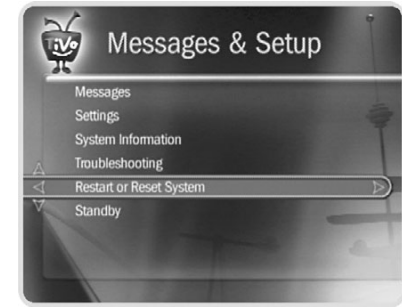 TiVo
Messages & Setup
Messages
Settings
System Information
Troubleshooting
Restart or Reset System
Standby